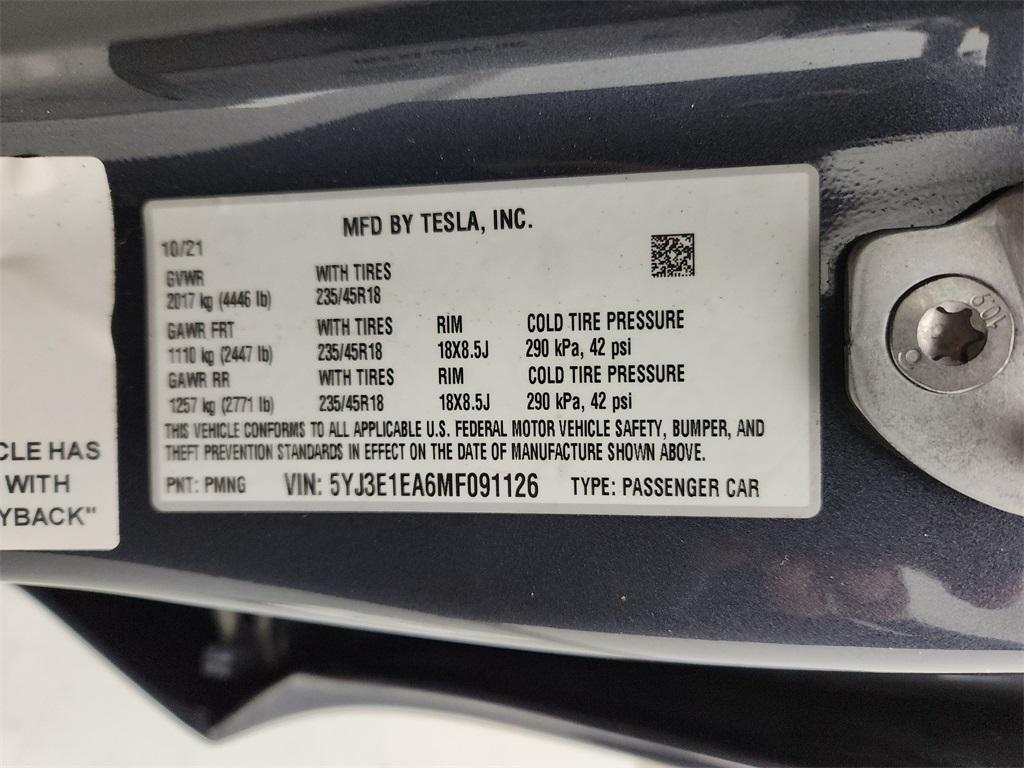 MFD BY TESLA, INC.
10/21
GVWR WITH TIRES
2017 kg (4446 lb) 235/45R18
GAWR FRT WITH TIRES RIM COLD TIRE PRESSURE
1110 kg (2447 lb) 235/45R18 18X8.5J 290 kPa, 42 psi
GAWR RR WITH TIRES RIM COLD TIRE PRESSURE
1257 kg (2771 lb) 235/45R18 18X8.5J 290 kPa, 42 psi
THIS VEHICLE CONFORMS TO ALL APPLICABLE U.S. FEDERAL MOTOR VEHICLE SAFETY, BUMPER, AND
THEFT PREVENTION STANDARDS IN EFFECT ON THE DATE OF MANUFACTURE SHOWN ABOVE.
PNT: PMNG VIN: 5YJ3E1EA6MF091126 TYPE: PASSENGER CAR
CLE HAS
WITH
YBACK"
10.9